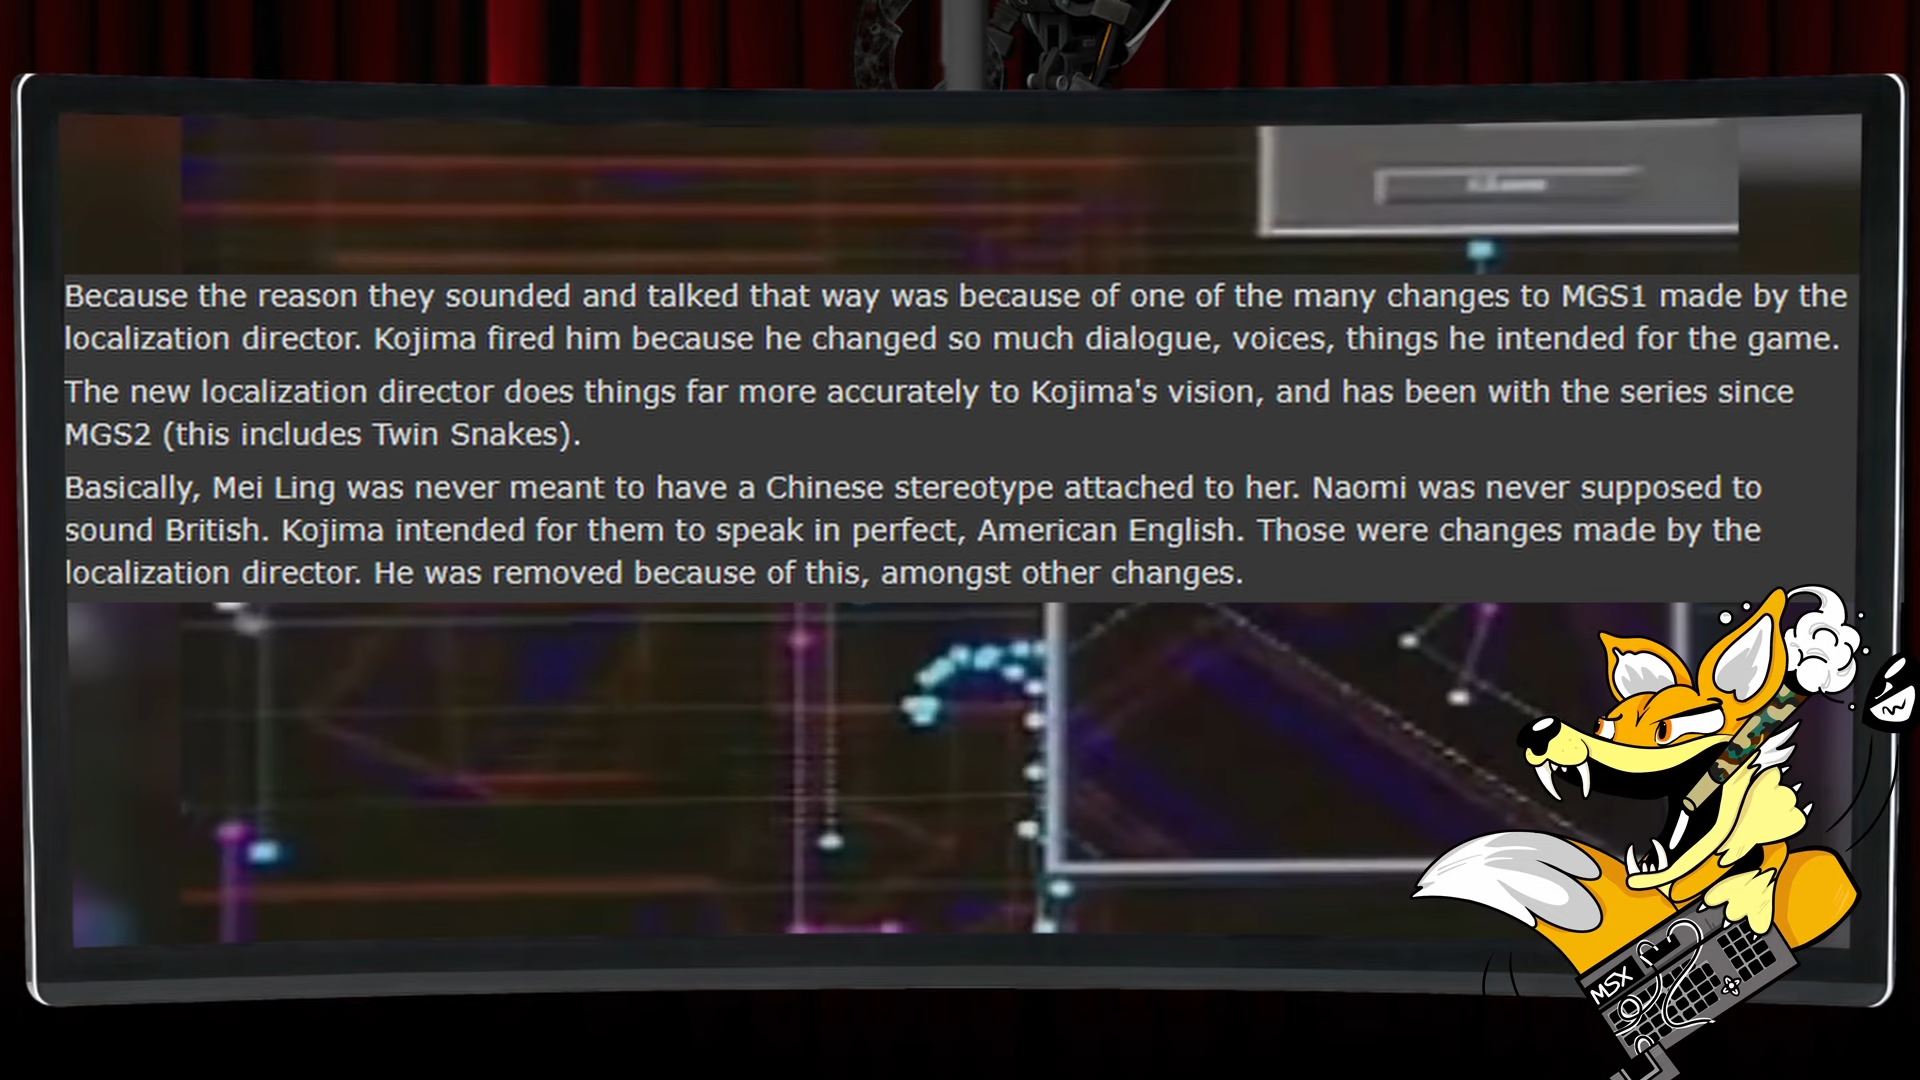 Because the reason they sounded and talked that way was because of one of the many changes to MGS1 made by the
localization director. Kojima fired him because he changed so much dialogue, voices, things he intended for the game.
The new localization director does things far more accurately to Kojima's vision, and has been with the series since
MGS2 (this includes Twin Snakes).
Basically, Mei Ling was never meant to have a Chinese stereotype attached to her. Naomi was never supposed to
sound British. Kojima intended for them to speak in perfect, American English. Those were changes made by the
localization director. He was removed because of this, amongst other changes.
MSX